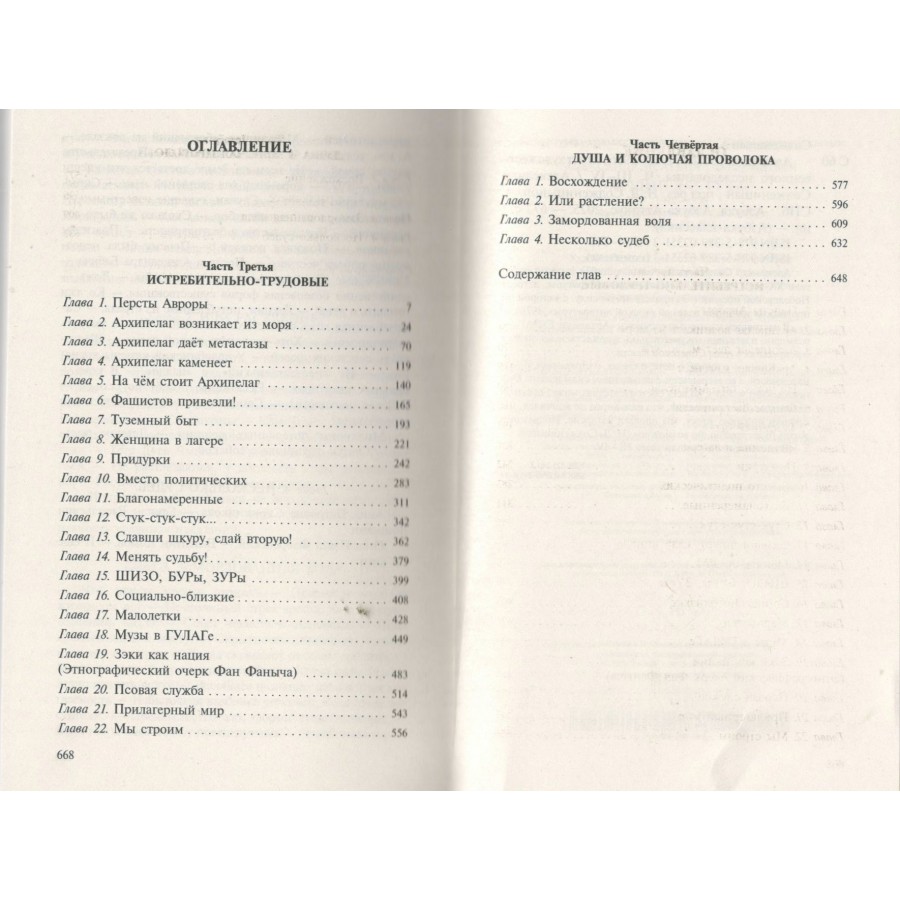 ОГЛАВЛЕНИЕ
Часть Третья
ИСТРЕБИТЕЛЬНО-ТРУДОВЫЕ
Глава 1. Персты Авроры . . . . . . . . . . . . . . . . . . . . 7
Глава 2. Архипелаг возникает из моря . . . . . . . . . . . . 24
Глава 3. Архипелаг даёт метастазы . . . . . . . . . . . . . . 70
Глава 4. Архипелаг каменеет . . . . . . . . . . . . . . . . . 119
Глава 5. На чём стоит Архипелаг . . . . . . . . . . . . . . 140
Глава 6. Фашистов привезли! . . . . . . . . . . . . . . . . . 165
Глава 7. Туземный быт . . . . . . . . . . . . . . . . . . . . 193
Глава 8. Женщина в лагере . . . . . . . . . . . . . . . . . . 221
Глава 9. Придурки . . . . . . . . . . . . . . . . . . . . . . . 242
Глава 10. Вместо политических . . . . . . . . . . . . . . . . 283
Глава 11. Благонамеренные . . . . . . . . . . . . . . . . . . 311
Глава 12. Стук-стук-стук... . . . . . . . . . . . . . . . . . . 342
Глава 13. Сдавши шкуру, сдай вторую! . . . . . . . . . . . 362
Глава 14. Менять судьбу! . . . . . . . . . . . . . . . . . . . 379
Глава 15. ШИЗО, БУРы, ЗУРы . . . . . . . . . . . . . . . . 399
Глава 16. Социально-близкие . . . . . . . . . . . . . . . . . 408
Глава 17. Малолетки . . . . . . . . . . . . . . . . . . . . . . 428
Глава 18. Музы в ГУЛАГе . . . . . . . . . . . . . . . . . . . 449
Глава 19. Зэки как нация
(Этнографический очерк Фан Фаныча) . . . . . . . . . . . 483
Глава 20. Псовая служба . . . . . . . . . . . . . . . . . . . . 514
Глава 21. Прилагерный мир . . . . . . . . . . . . . . . . . . 543
Глава 22. Мы строим . . . . . . . . . . . . . . . . . . . . . . 556
668
Часть Четвёртая
ДУША И КОЛЮЧАЯ ПРОВОЛОКА
Глава 1. Восхождение . . . . . . . . . . . . . . . . . . . . . 577
Глава 2. Или растление? . . . . . . . . . . . . . . . . . . . . 596
Глава 3. Замордованная воля . . . . . . . . . . . . . . . . . 609
Глава 4. Несколько судеб . . . . . . . . . . . . . . . . . . . 632
Содержание глав . . . . . . . . . . . . . . . . . . . . . . . . 648